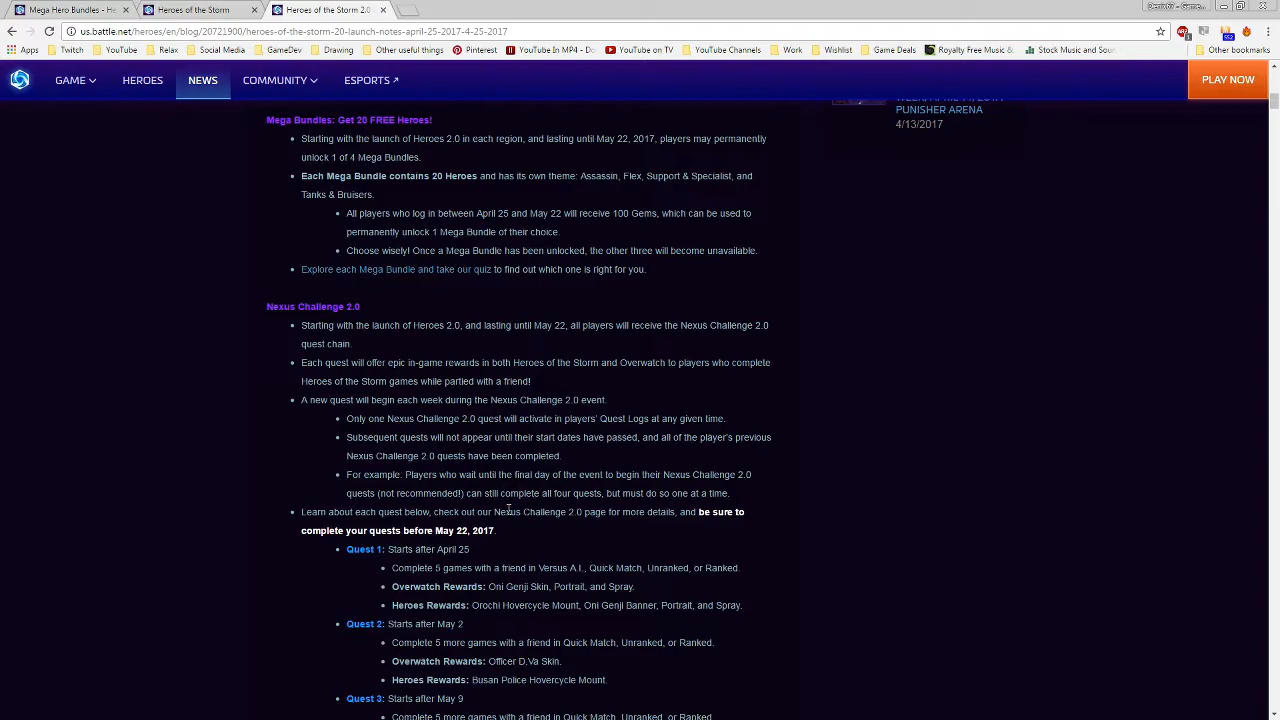 Mega Hero Bundles - He
Heroes of the Storm
Heroes of the Storm 2.0
us.battle.net/heroes/en/blog/20721900/heroes-of-the-storm-20-launch-notes-april-25-2017-4-25-2017
Apps Twitch YouTube Relax Social Media GameDev Drawing Other useful things Pinterest YouTube In MP4 - Do YouTube on TV YouTube Channels Work Wishlist Game Deals Royalty Free Music & Stock Music and Soun Other bookmarks
GAME HEROES NEWS COMMUNITY ESPORTS PLAY NOW
PUNISHER ARENA
4/13/2017
Mega Bundles: Get 20 FREE Heroes!
Starting with the launch of Heroes 2.0 in each region, and lasting until May 22, 2017, players may permanently
unlock 1 of 4 Mega Bundles.
Each Mega Bundle contains 20 Heroes and has its own theme: Assassin, Flex, Support & Specialist, and
Tanks & Bruisers.
All players who log in between April 25 and May 22 will receive 100 Gems, which can be used to
permanently unlock 1 Mega Bundle of their choice.
Choose wisely! Once a Mega Bundle has been unlocked, the other three will become unavailable.
Explore each Mega Bundle and take our quiz to find out which one is right for you.
Nexus Challenge 2.0
Starting with the launch of Heroes 2.0, and lasting until May 22, all players will receive the Nexus Challenge 2.0
quest chain.
Each quest will offer epic in-game rewards in both Heroes of the Storm and Overwatch to players who complete
Heroes of the Storm games while partied with a friend!
A new quest will begin each week during the Nexus Challenge 2.0 event.
Only one Nexus Challenge 2.0 quest will activate in players' Quest Logs at any given time.
Subsequent quests will not appear until their start dates have passed, and all of the player's previous
Nexus Challenge 2.0 quests have been completed.
For example: Players who wait until the final day of the event to begin their Nexus Challenge 2.0
quests (not recommended!) can still complete all four quests, but must do so one at a time.
Learn about each quest below, check out our Nexus Challenge 2.0 page for more details, and be sure to
complete your quests before May 22, 2017.
Quest 1: Starts after April 25
Complete 5 games with a friend in Versus A.I., Quick Match, Unranked, or Ranked.
Overwatch Rewards: Oni Genji Skin, Portrait, and Spray.
Heroes Rewards: Orochi Hovercycle Mount, Oni Genji Banner, Portrait, and Spray.
Quest 2: Starts after May 2
Complete 5 more games with a friend in Quick Match, Unranked, or Ranked.
Overwatch Rewards: Officer D.Va Skin.
Heroes Rewards: Busan Police Hovercycle Mount.
Quest 3: Starts after May 9
Complete 5 more games with a friend in Quick Match, Unranked, or Ranked.